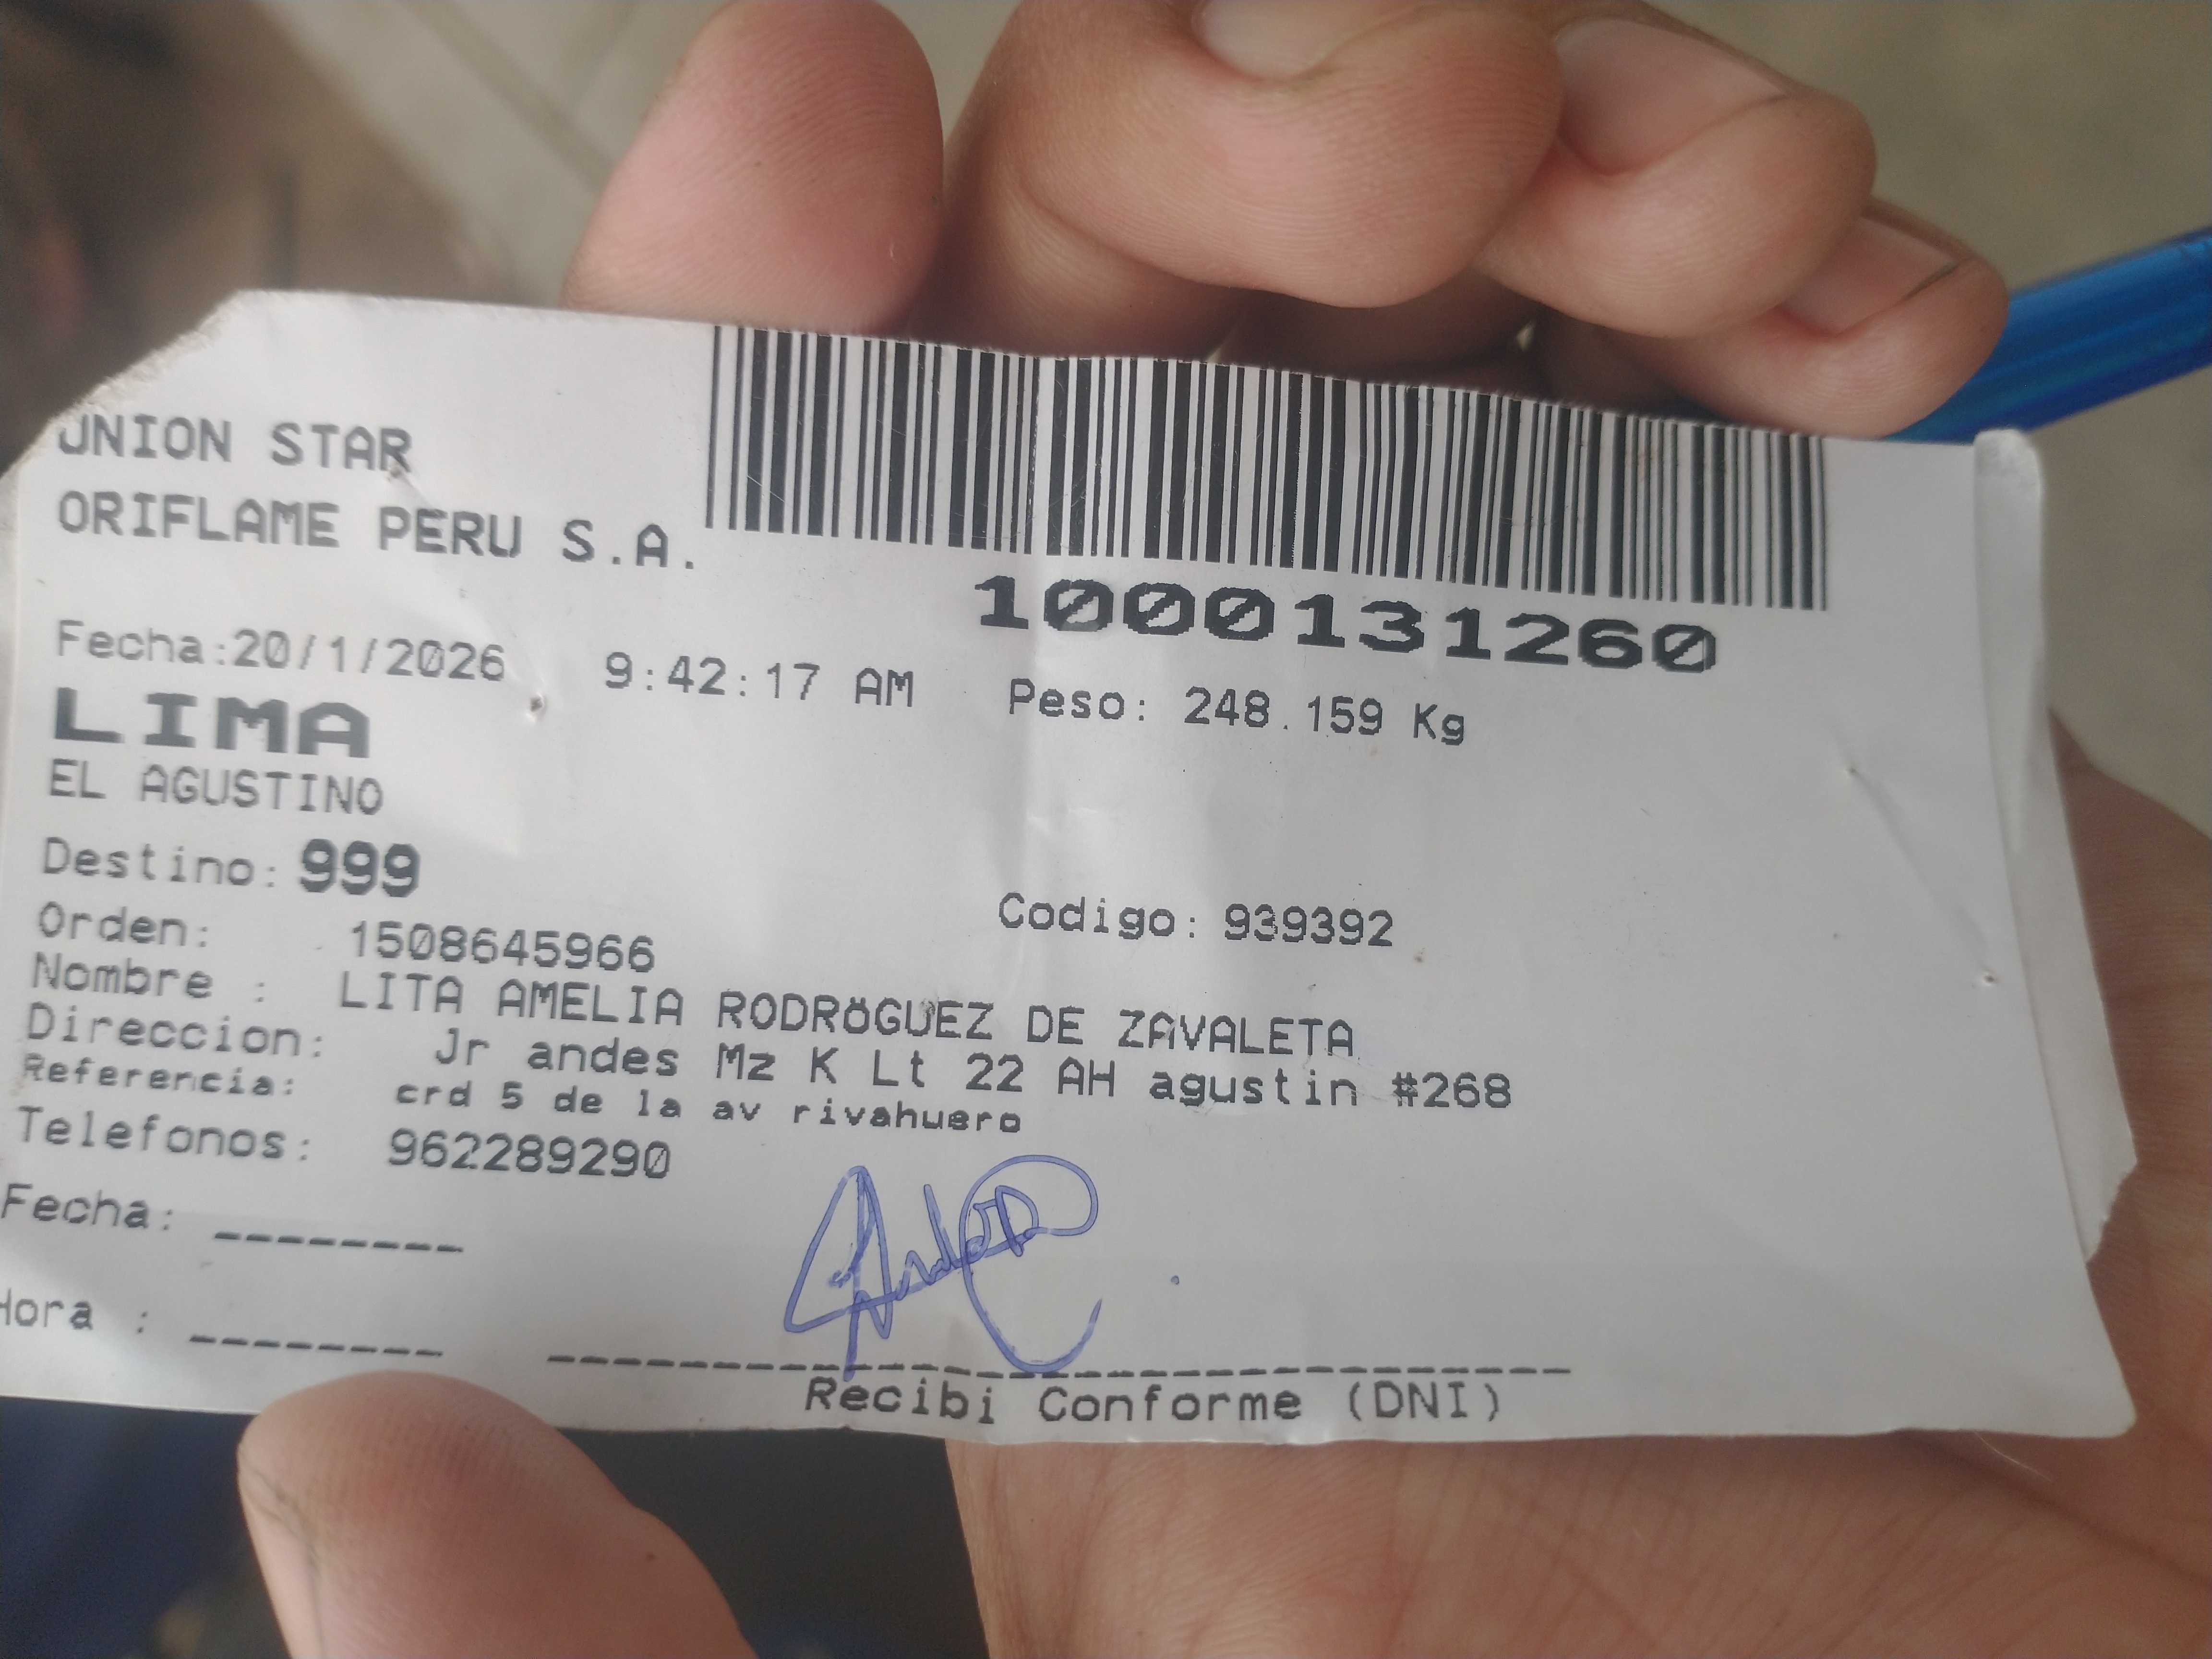 UNION STAR
ORIFLAME PERU S.A.
1000131260
Fecha:20/1/2026 9:42:17 AM Peso: 248.159 Kg
LIMA
EL AGUSTINO
Destino: 999
Orden: 1508645966 Codigo: 939392
Nombre : LITA AMELIA RODRöGUEZ DE ZAVALETA
Direccion: Jr andes Mz K Lt 22 AH agustin #268
Referencia: crd 5 de la av rivahuero
Telefonos: 962289290
Fecha: --------
Hora : --------
Recibi Conforme (DNI)